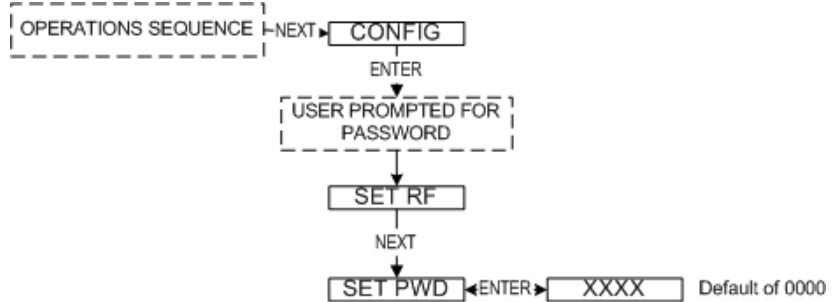 OPERATIONS SEQUENCE NEXT CONFIG
ENTER
USER PROMPTED FOR
PASSWORD
SET RF
NEXT
SET PWD ENTER XXXX Default of 0000